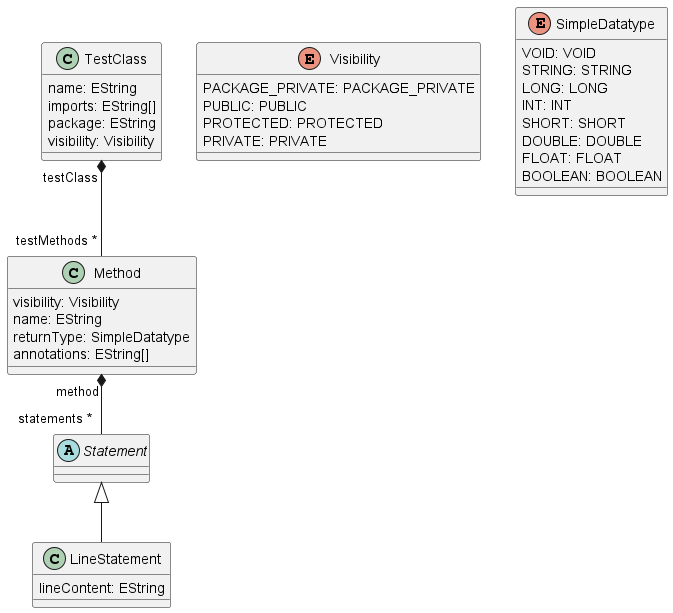 C TestClass
name: EString
imports: EString[]
package: EString
visibility: Visibility
E Visibility
PACKAGE_PRIVATE: PACKAGE_PRIVATE
PUBLIC: PUBLIC
PROTECTED: PROTECTED
PRIVATE: PRIVATE
E SimpleDatatype
VOID: VOID
STRING: STRING
LONG: LONG
INT: INT
SHORT: SHORT
DOUBLE: DOUBLE
FLOAT: FLOAT
BOOLEAN: BOOLEAN
testClass
testMethods *
C Method
visibility: Visibility
name: EString
returnType: SimpleDatatype
annotations: EString[]
method
statements *
A Statement
C LineStatement
lineContent: EString